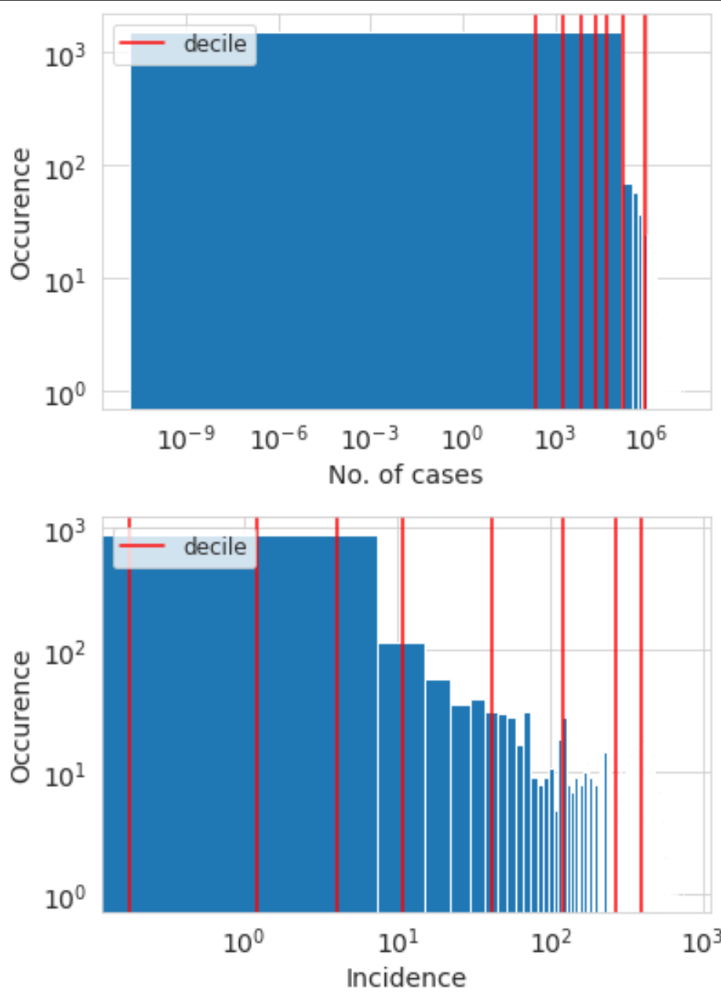 decile
10³
10²
10¹
10⁰
Occurence
10⁻⁹ 10⁻⁶ 10⁻³ 10⁰ 10³ 10⁶
No. of cases
decile
10³
10²
10¹
10⁰
Occurence
10⁰ 10¹ 10² 10³
Incidence